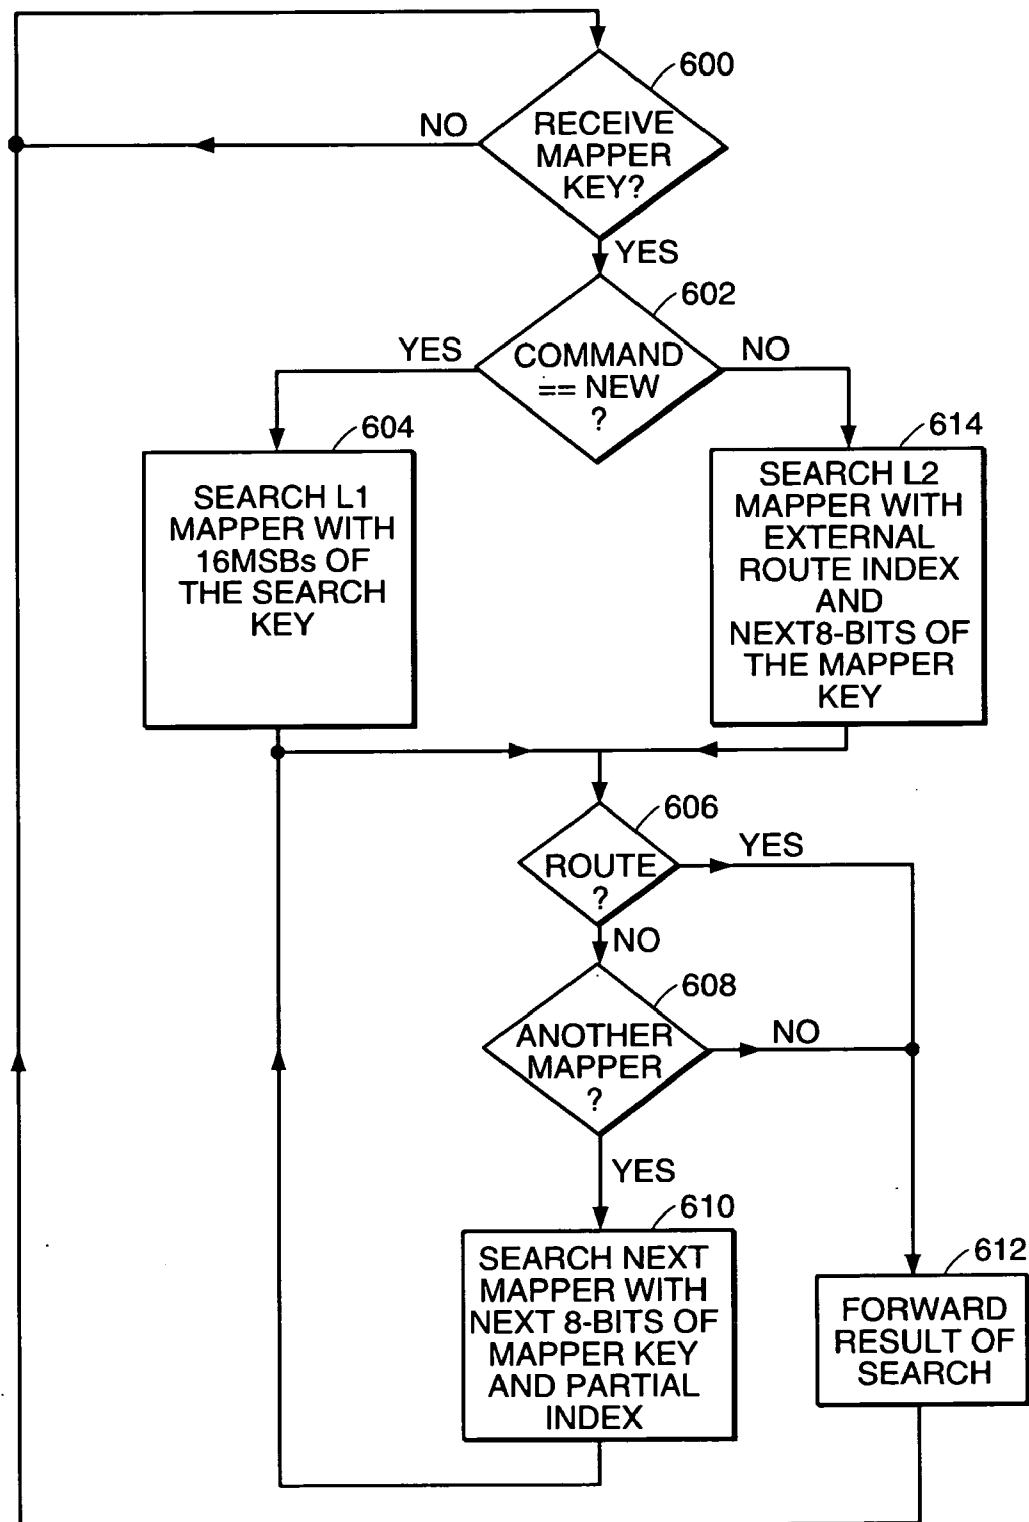 600
RECEIVE
MAPPER
KEY?
NO
YES
602
COMMAND
== NEW
?
YES
NO
604
SEARCH L1
MAPPER WITH
16MSBs OF
THE SEARCH
KEY
614
SEARCH L2
MAPPER WITH
EXTERNAL
ROUTE INDEX
AND
NEXT8-BITS OF
THE MAPPER
KEY
606
ROUTE
?
YES
NO
608
ANOTHER
MAPPER
?
NO
YES
610
SEARCH NEXT
MAPPER WITH
NEXT 8-BITS OF
MAPPER KEY
AND PARTIAL
INDEX
612
FORWARD
RESULT OF
SEARCH